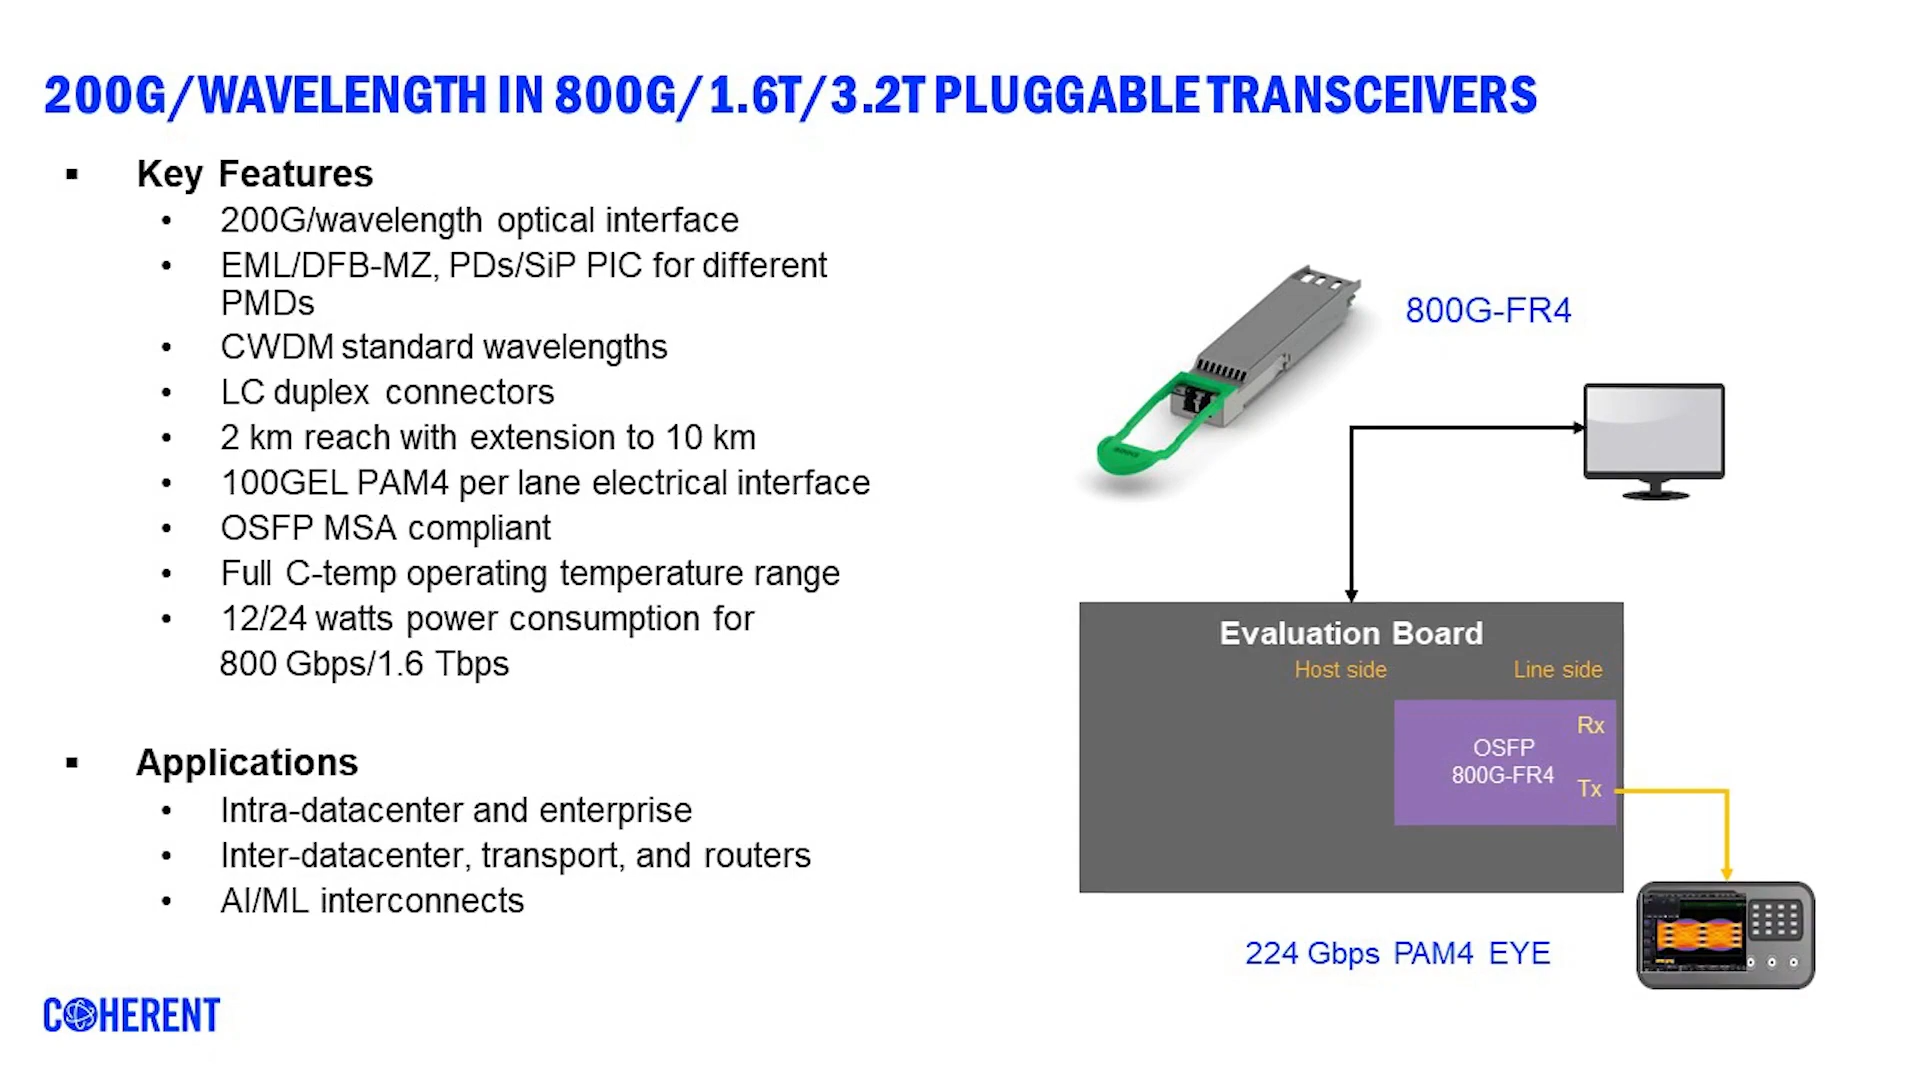 200G/WAVELENGTH IN 800G/1.6T/3.2T PLUGGABLE TRANSCEIVERS
▪ Key Features
• 200G/wavelength optical interface
• EML/DFB-MZ, PDs/SiP PIC for different
PMDs
• CWDM standard wavelengths
• LC duplex connectors
• 2 km reach with extension to 10 km
• 100GEL PAM4 per lane electrical interface
• OSFP MSA compliant
• Full C-temp operating temperature range
• 12/24 watts power consumption for
800 Gbps/1.6 Tbps
▪ Applications
• Intra-datacenter and enterprise
• Inter-datacenter, transport, and routers
• AI/ML interconnects
800G-FR4
Evaluation Board
Host side
Line side
Rx
OSFP
800G-FR4
Tx
224 Gbps PAM4 EYE
COHERENT